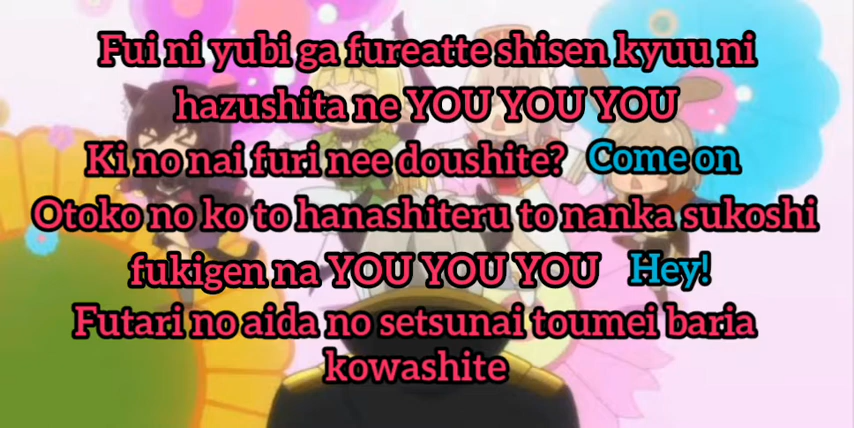 Fui ni yubi ga fureatte shisen kyuu ni
hazushita ne YOU YOU YOU
Ki no nai furi nee doushite? Come on
Otoko no ko to hanashiteru to nanka sukoshi
fukigen na YOU YOU YOU Hey!
Futari no aida no setsunai toumei baria
kowashite